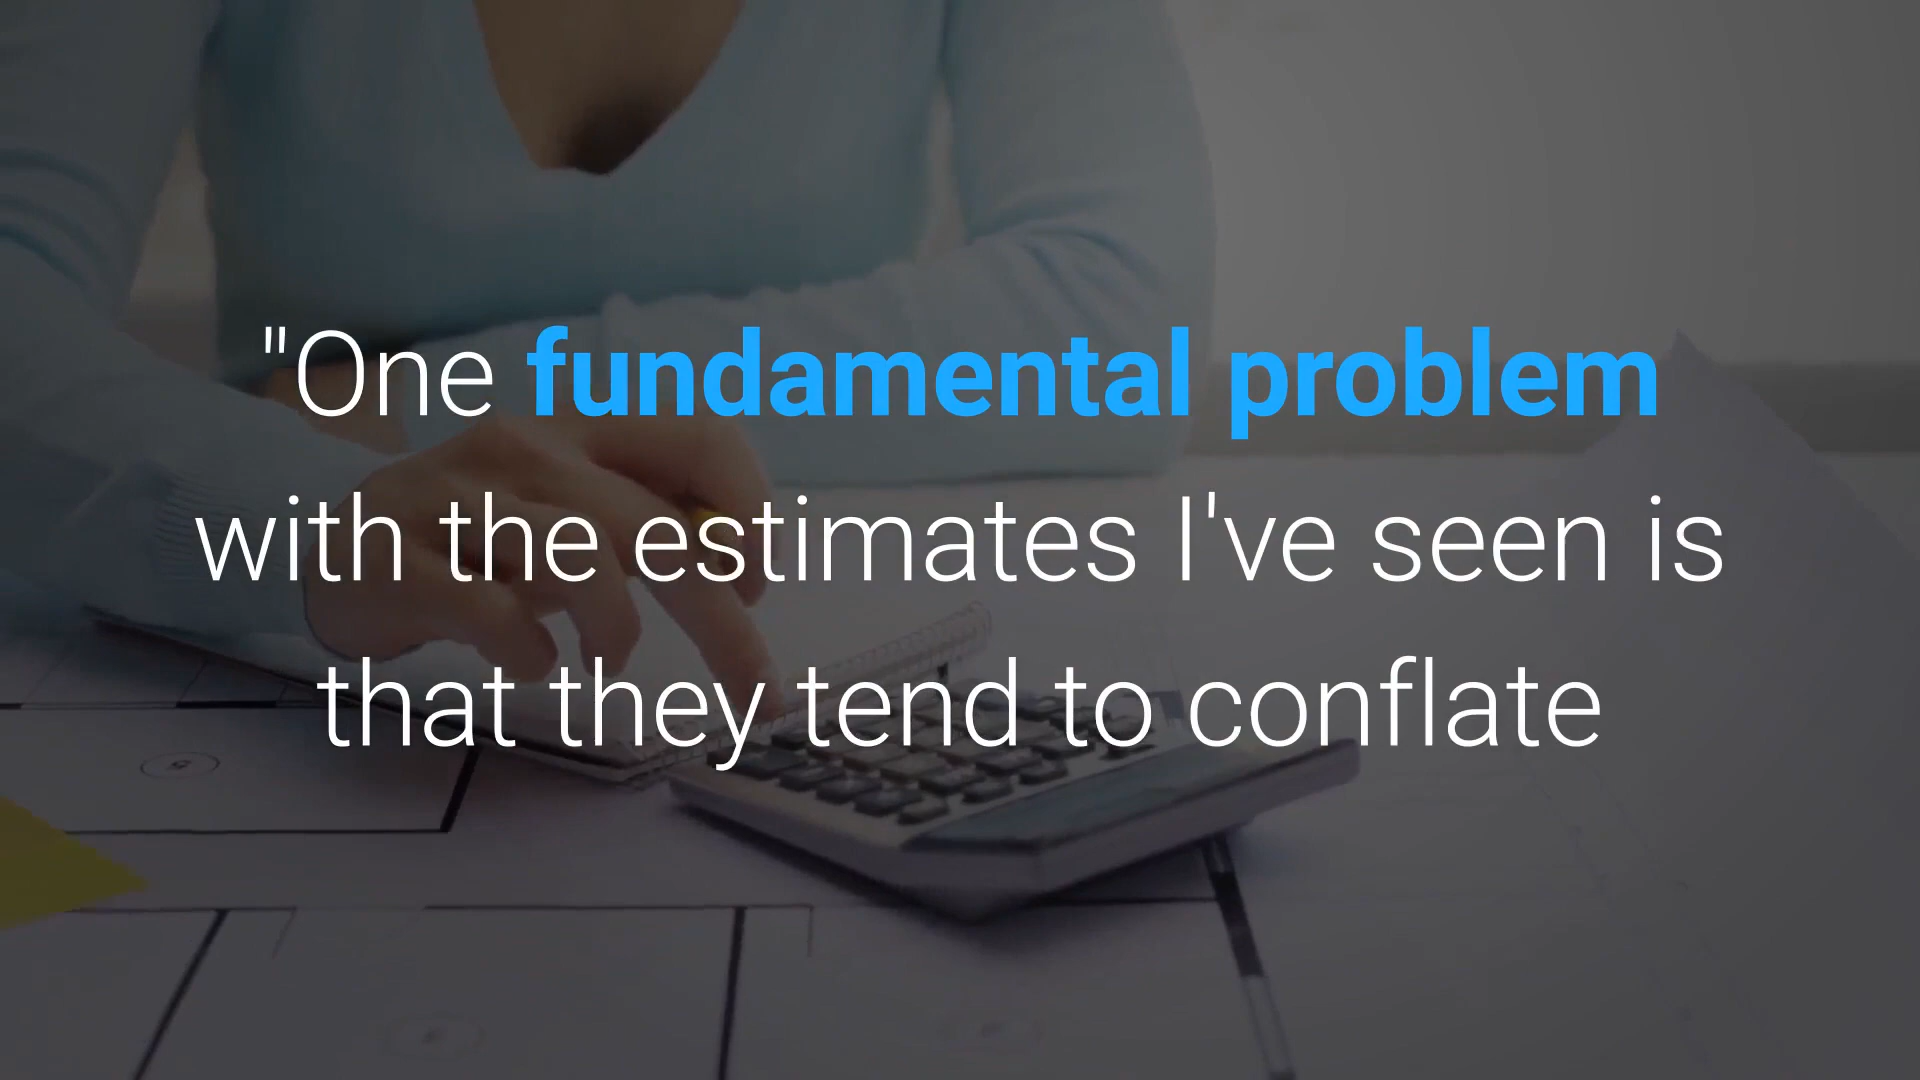 "One fundamental problem
with the estimates I've seen is
that they tend to conflate